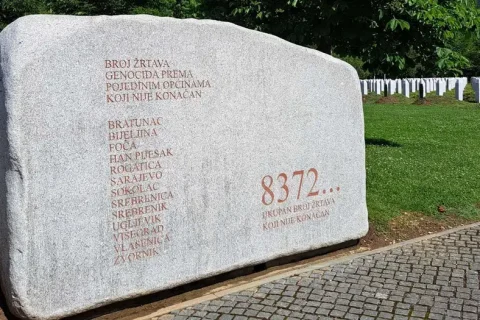 BROJ ŽRTAVA
GENOCIDA PREMA
POJEDINIM OPĆINAMA
KOJI NIJE KONAČAN
BRATUNAC
BIJELJINA
FOČA
HAN PIJESAK
ROGATICA
SARAJEVO
SOKOLAC
SREBRENICA
SREBRENIK
UGLJEVIK
VIŠEGRAD
VLASENICA
ZVORNIK
8372...
UKUPAN BROJ ŽRTAVA
KOJI NIJE KONAČAN